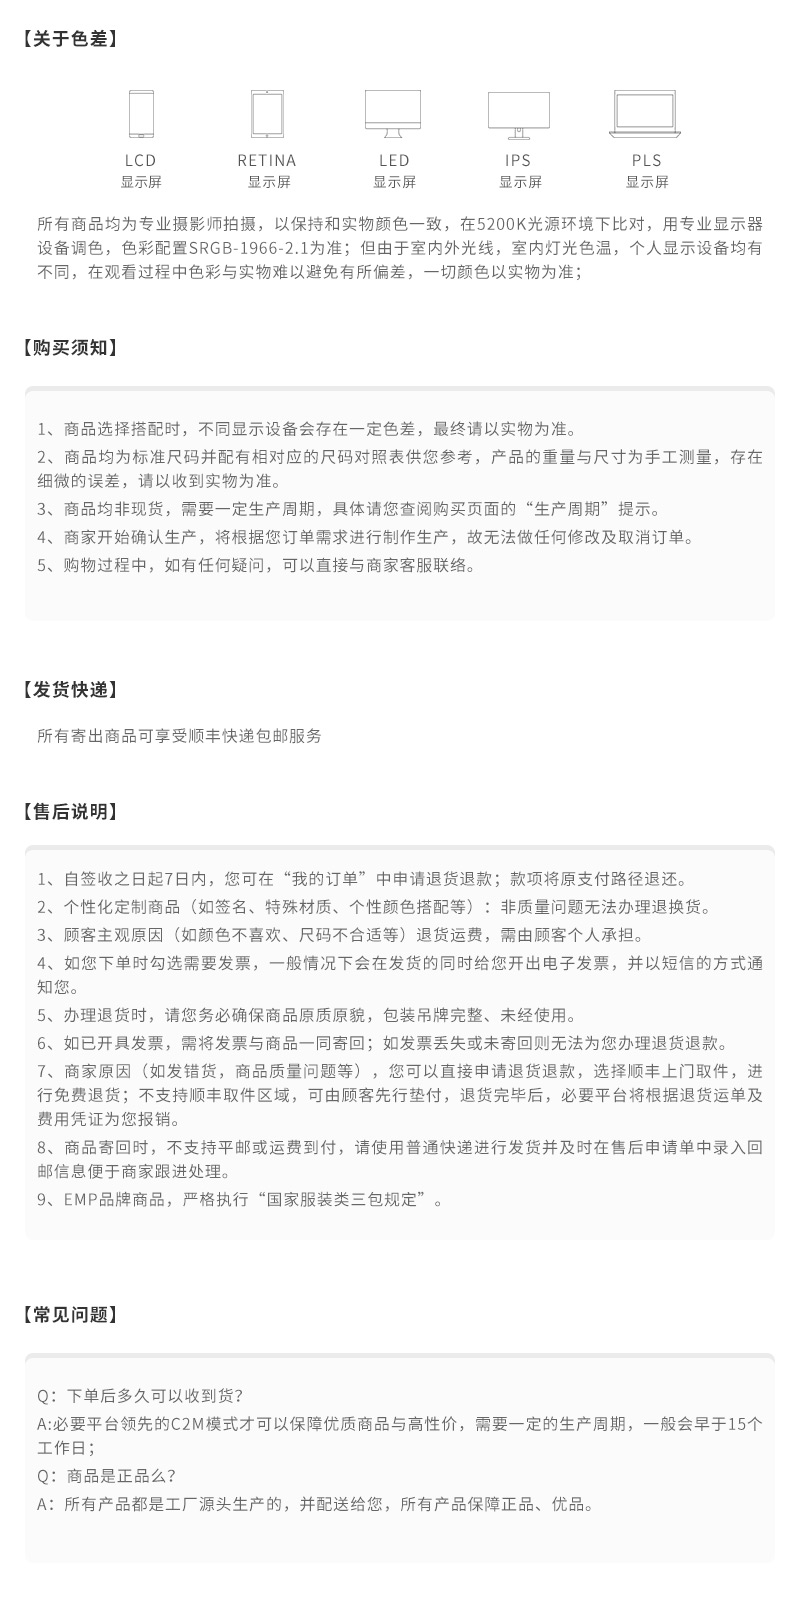 【关于色差】
LCD
显示屏
RETINA
显示屏
LED
显示屏
IPS
显示屏
PLS
显示屏
所有商品均为专业摄影师拍摄，以保持和实物颜色一致，在5200K光源环境下比对，用专业显示器
设备调色，色彩配置SRGB-1966-2.1为准；但由于室内外光线，室内灯光色温，个人显示设备均有
不同，在观看过程中色彩与实物难以避免有所偏差，一切颜色以实物为准；
【购买须知】
1、商品选择搭配时，不同显示设备会存在一定色差，最终请以实物为准。
2、商品均为标准尺码并配有相对应的尺码对照表供您参考，产品的重量与尺寸为手工测量，存在
细微的误差，请以收到实物为准。
3、商品均非现货，需要一定生产周期，具体请您查阅购买页面的“生产周期”提示。
4、商家开始确认生产，将根据您订单需求进行制作生产，故无法做任何修改及取消订单。
5、购物过程中，如有任何疑问，可以直接与商家客服联络。
【发货快递】
所有寄出商品可享受顺丰快递包邮服务
【售后说明】
1、自签收之日起7日内，您可在“我的订单”中申请退货退款；款项将原支付路径退还。
2、个性化定制商品（如签名、特殊材质、个性颜色搭配等）：非质量问题无法办理退换货。
3、顾客主观原因（如颜色不喜欢、尺码不合适等）退货运费，需由顾客个人承担。
4、如您下单时勾选需要发票，一般情况下会在发货的同时给您开出电子发票，并以短信的方式通
知您。
5、办理退货时，请您务必确保商品原质原貌，包装吊牌完整、未经使用。
6、如已开具发票，需将发票与商品一同寄回；如发票丢失或未寄回则无法为您办理退货退款。
7、商家原因（如发错货，商品质量问题等），您可以直接申请退货退款，选择顺丰上门取件，进
行免费退货；不支持顺丰取件区域，可由顾客先行垫付，退货完毕后，必要平台将根据退货运单及
费用凭证为您报销。
8、商品寄回时，不支持平邮或运费到付，请使用普通快递进行发货并及时在售后申请单中录入回
邮信息便于商家跟进处理。
9、EMP品牌商品，严格执行“国家服装类三包规定”。
【常见问题】
Q：下单后多久可以收到货？
A:必要平台领先的C2M模式才可以保障优质商品与高性价，需要一定的生产周期，一般会早于15个
工作日；
Q：商品是正品么？
A：所有产品都是工厂源头生产的，并配送给您，所有产品保障正品、优品。